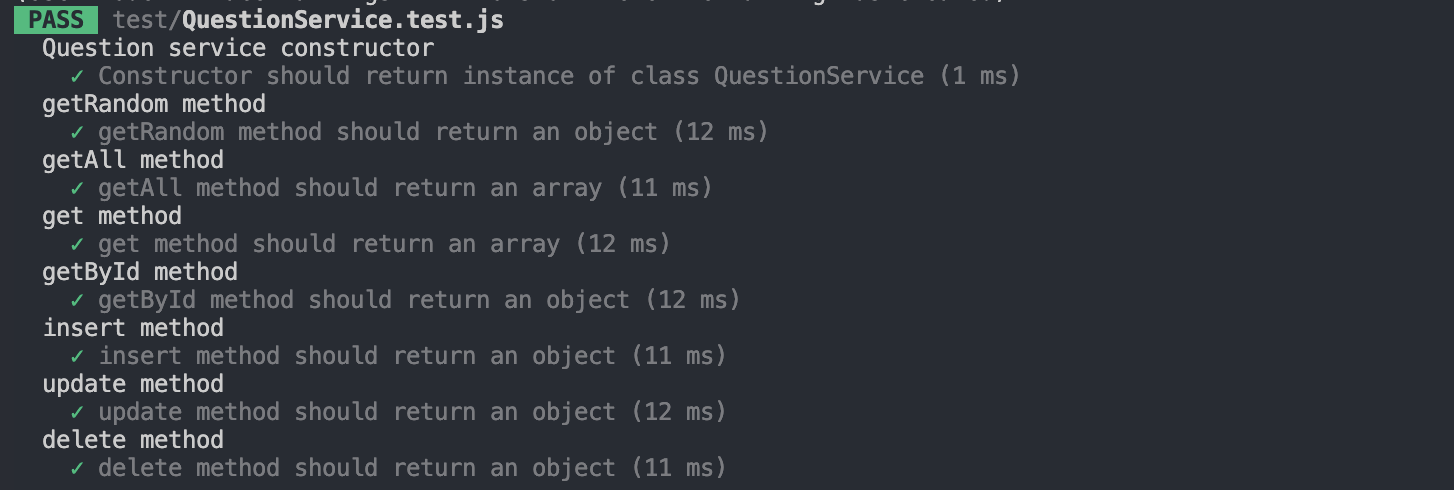 PASS test/QuestionService.test.js
Question service constructor
✓ Constructor should return instance of class QuestionService (1 ms)
getRandom method
✓ getRandom method should return an object (12 ms)
getAll method
✓ getAll method should return an array (11 ms)
get method
✓ get method should return an array (12 ms)
getById method
✓ getById method should return an object (12 ms)
insert method
✓ insert method should return an object (11 ms)
update method
✓ update method should return an object (12 ms)
delete method
✓ delete method should return an object (11 ms)